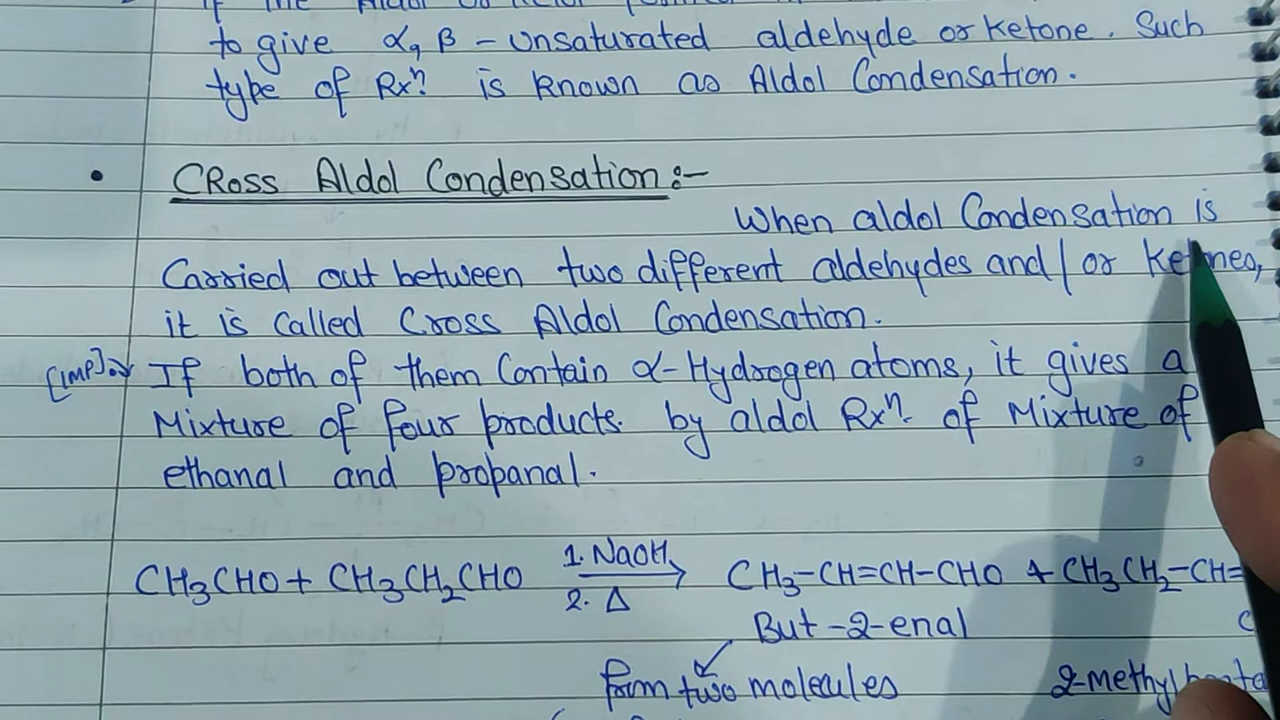 to give α, β - unsaturated aldehyde or ketone. Such
type of Rxⁿ. is known as Aldol Condensation.
• CRoss Aldol Condensation :-
When aldol Condensation is
Carried out between two different aldehydes and / or
it is Called Cross Aldol Condensation.
[IMP] If both of them Contain α-Hydrogen atoms, it gives a
Mixture of four products. by aldol Rxⁿ. of Mixture of
ethanal and propanal.
CH₃CHO + CH₃CH₂CHO 1. NaOH 2. Δ → CH₃-CH=CH-CHO + CH₃CH₂-CH=
But-2-enal
from two molecules 2-methyl